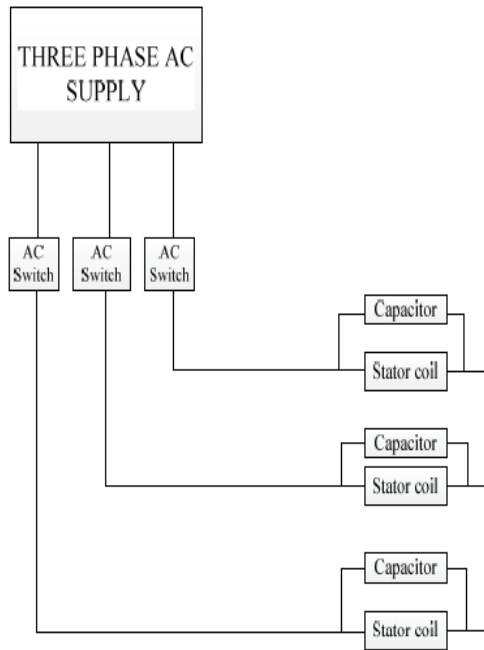 THREE PHASE AC
SUPPLY
AC
Switch
AC
Switch
AC
Switch
Capacitor
Stator coil
Capacitor
Stator coil
Capacitor
Stator coil